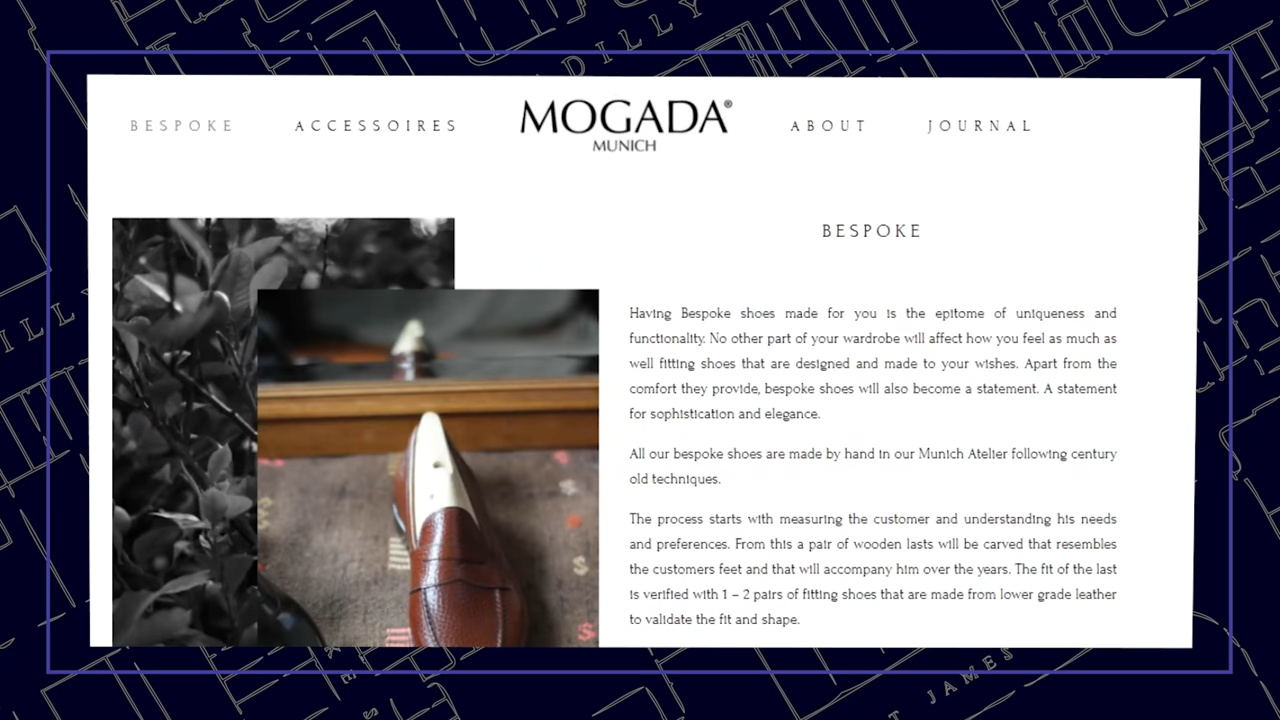 DILLY
BESPOKE ACCESSOIRES MOGADA® ABOUT JOURNAL
MUNICH
BESPOKE
Having Bespoke shoes made for you is the epitome of uniqueness and
functionality. No other part of your wardrobe will affect how you feel as much as
well fitting shoes that are designed and made to your wishes. Apart from the
comfort they provide, bespoke shoes will also become a statement. A statement
for sophistication and elegance.
All our bespoke shoes are made by hand in our Munich Atelier following century
old techniques.
The process starts with measuring the customer and understanding his needs
and preferences. From this a pair of wooden lasts will be carved that resembles
the customers feet and that will accompany him over the years. The fit of the last
is verified with 1 – 2 pairs of fitting shoes that are made from lower grade leather
to validate the fit and shape.
ILLY
T JAMES